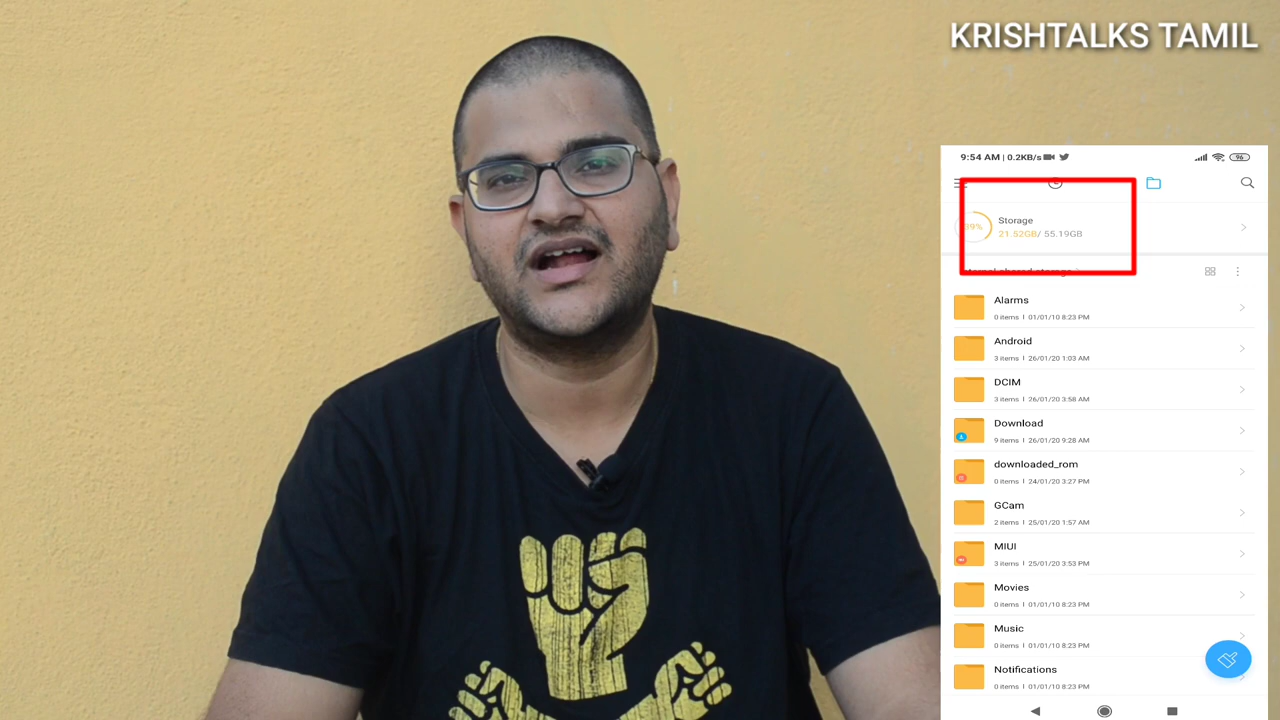 KRISHTALKS TAMIL
9:54 AM | 0.2KB/s
96
39%
Storage
21.52GB/ 55.19GB
Internal shared storage
Alarms
0 items | 01/01/10 8:23 PM
Android
3 items | 26/01/20 1:03 AM
DCIM
3 items | 26/01/20 3:58 AM
Download
9 items | 26/01/20 9:28 AM
downloaded_rom
0 items | 24/01/20 3:27 PM
GCam
2 items | 25/01/20 1:57 AM
MIUI
3 items | 25/01/20 3:53 PM
Movies
0 items | 01/01/10 8:23 PM
Music
0 items | 01/01/10 8:23 PM
Notifications
0 items | 01/01/10 8:23 PM